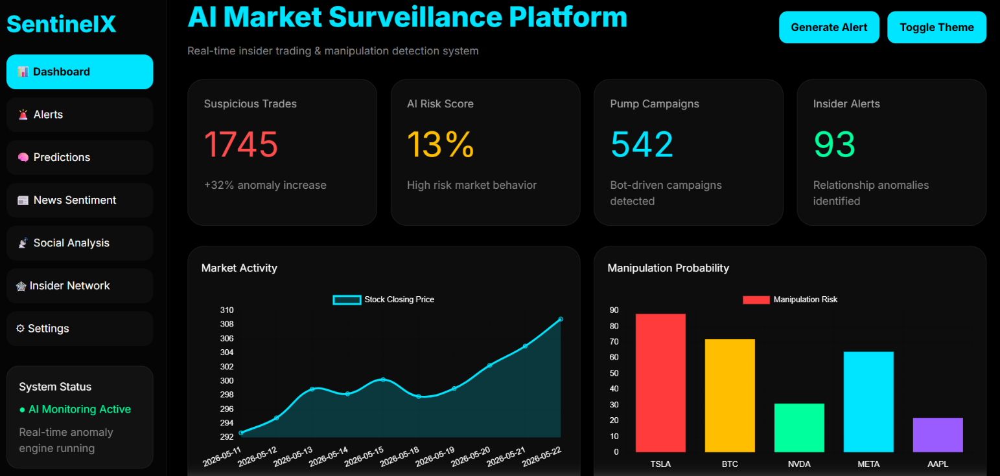 SentinelX
📊 Dashboard
🚨 Alerts
🧠 Predictions
📰 News Sentiment
📡 Social Analysis
🕸 Insider Network
⚙ Settings
System Status
● AI Monitoring Active
Real-time anomaly
engine running
AI Market Surveillance Platform
Real-time insider trading & manipulation detection system
Generate Alert
Toggle Theme
Suspicious Trades
1745
+32% anomaly increase
AI Risk Score
13%
High risk market behavior
Pump Campaigns
542
Bot-driven campaigns
detected
Insider Alerts
93
Relationship anomalies
identified
Market Activity
Stock Closing Price
310
308
306
304
302
300
298
296
294
292
2026-05-11
2026-05-12
2026-05-13
2026-05-14
2026-05-15
2026-05-18
2026-05-19
2026-05-20
2026-05-21
2026-05-22
Manipulation Probability
Manipulation Risk
90
80
70
60
50
40
30
20
10
0
TSLA
BTC
NVDA
META
AAPL